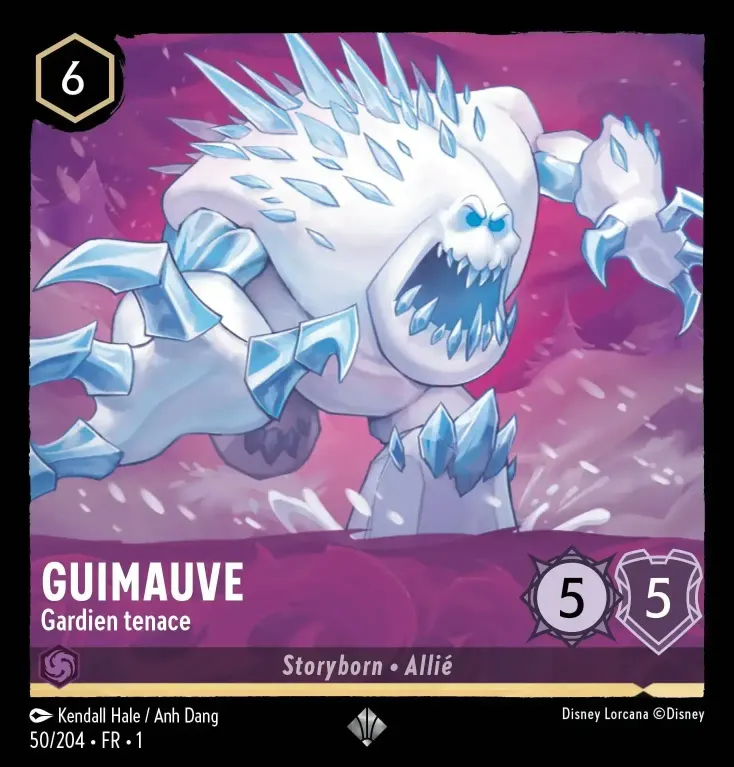 6
GUIMAUVE
Gardien tenace
5
5
Storyborn • Allié
Kendall Hale / Anh Dang
Disney Lorcana ©Disney
50/204 • FR • 1